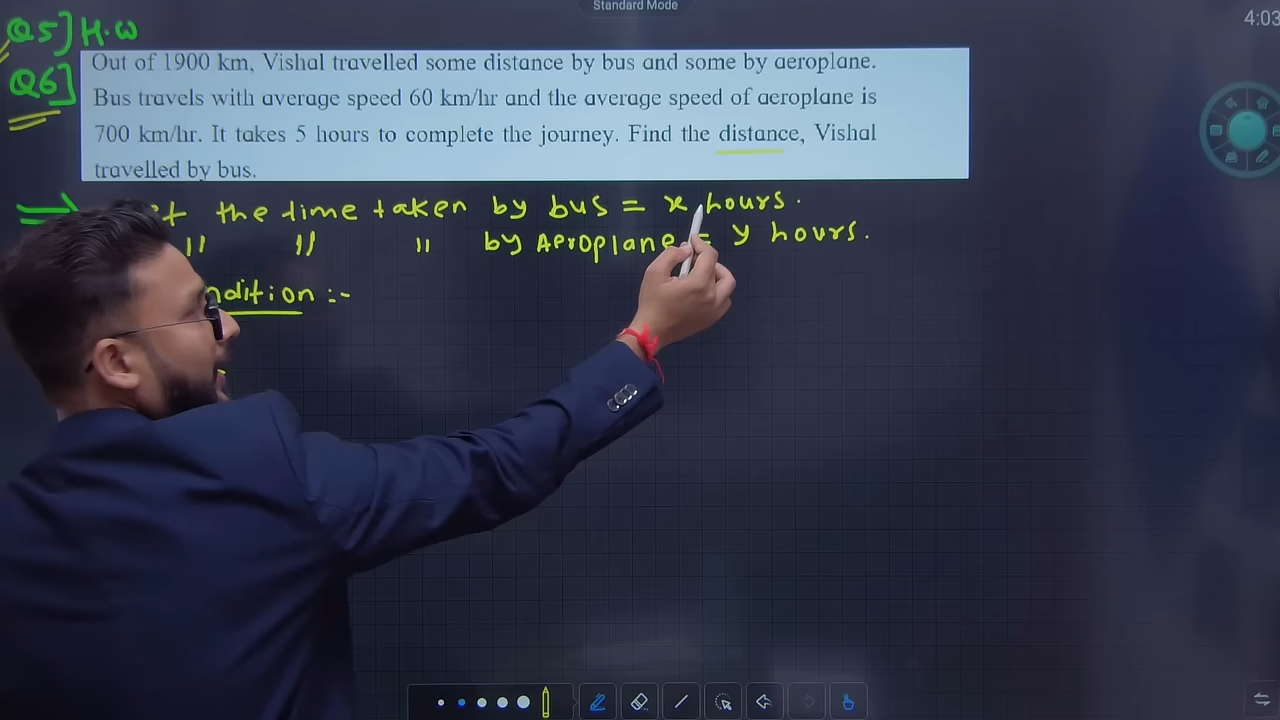 Standard Mode
4:03
Q5] H.W
Q6]
Out of 1900 km, Vishal travelled some distance by bus and some by aeroplane.
Bus travels with average speed 60 km/hr and the average speed of aeroplane is
700 km/hr. It takes 5 hours to complete the journey. Find the distance, Vishal
travelled by bus.
⇒ the time taken by bus = x hours.
" " " by Aeroplane = y hours.
:-